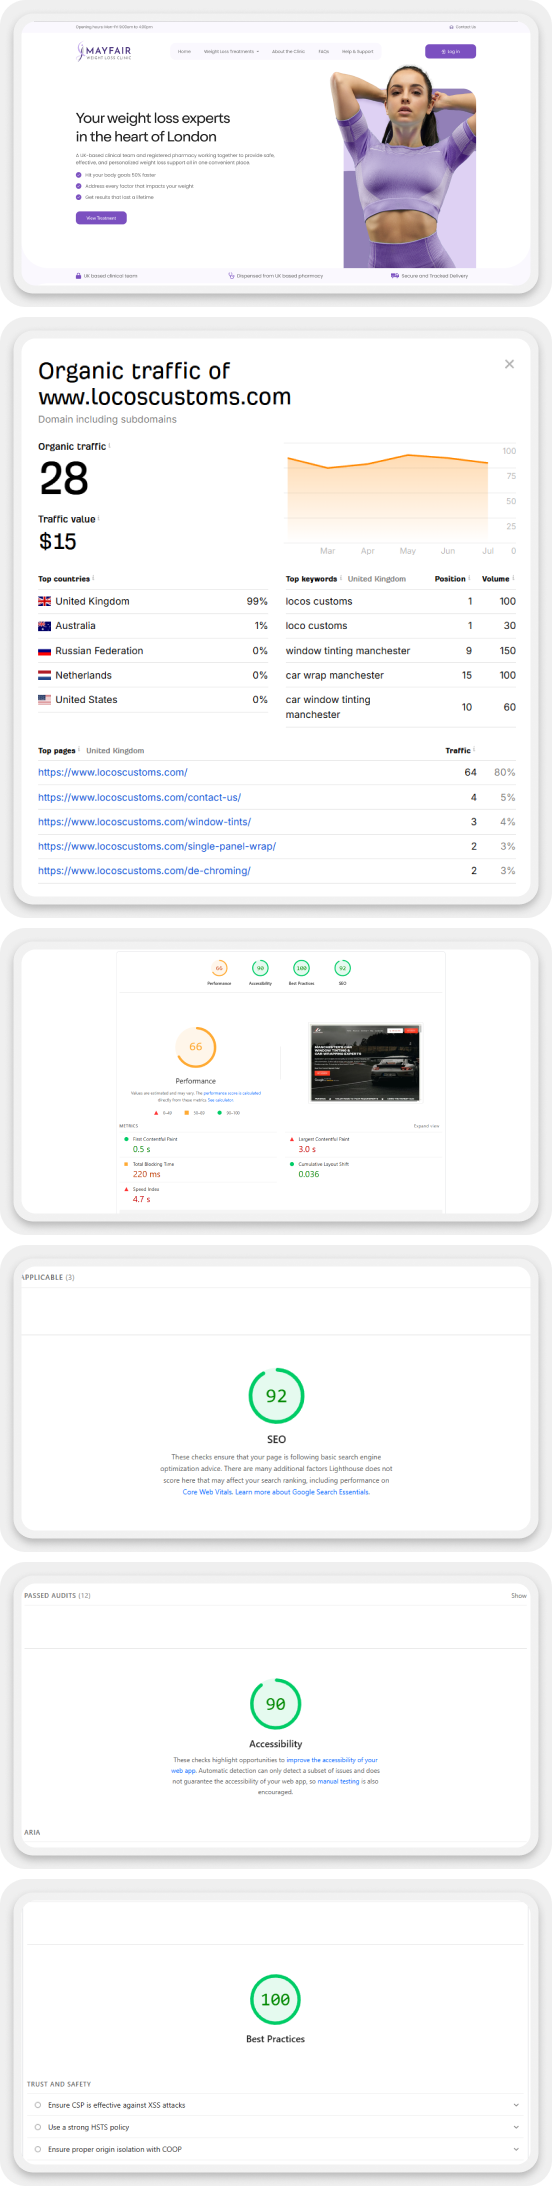 Opening hours: Mon-Fri 9:00am to 4:00pm
Contact Us
MAYFAIR
WEIGHT LOSS CLINIC
Home
Weight Loss Treatments
About the Clinic
FAQs
Help & Support
Log In
Your weight loss experts
in the heart of London
A UK-based clinical team and registered pharmacy working together to provide safe,
effective, and personalized weight loss support all in one convenient place.
Hit your body goals 50% faster
Address every factor that impacts your weight
Get results that last a lifetime
View Treatment
UK based clinical team
Dispensed from UK based pharmacy
Secure and Tracked Delivery
Organic traffic of
www.locoscustoms.com
Domain including subdomains
Organic traffic
28
Traffic value
$15
100
75
50
25
Mar Apr May Jun Jul 0
Top countries
United Kingdom 99%
Australia 1%
Russian Federation 0%
Netherlands 0%
United States 0%
Top keywords United Kingdom Position Volume
locos customs 1 100
loco customs 1 30
window tinting manchester 9 150
car wrap manchester 15 100
car window tinting
manchester 10 60
Top pages United Kingdom Traffic
https://www.locoscustoms.com/ 64 80%
https://www.locoscustoms.com/contact-us/ 4 5%
https://www.locoscustoms.com/window-tints/ 3 4%
https://www.locoscustoms.com/single-panel-wrap/ 2 3%
https://www.locoscustoms.com/de-chroming/ 2 3%
66 90 100 92
Performance Accessibility Best Practices SEO
66
Performance
Values are estimated and may vary. The performance score is calculated
directly from these metrics. See calculator.
0–49 50–89 90–100
MANCHESTER'S CAR
WINDOW TINTING &
CAR WRAPPING EXPERTS
METRICS
Expand view
First Contentful Paint
0.5 s
Largest Contentful Paint
3.0 s
Total Blocking Time
220 ms
Cumulative Layout Shift
0.036
Speed Index
4.7 s
APPLICABLE (3)
92
SEO
These checks ensure that your page is following basic search engine
optimization advice. There are many additional factors Lighthouse does not
score here that may affect your search ranking, including performance on
Core Web Vitals. Learn more about Google Search Essentials.
PASSED AUDITS (12)
Show
90
Accessibility
These checks highlight opportunities to improve the accessibility of your
web app. Automatic detection can only detect a subset of issues and does
not guarantee the accessibility of your web app, so manual testing is also
encouraged.
ARIA
100
Best Practices
TRUST AND SAFETY
Ensure CSP is effective against XSS attacks
Use a strong HSTS policy
Ensure proper origin isolation with COOP